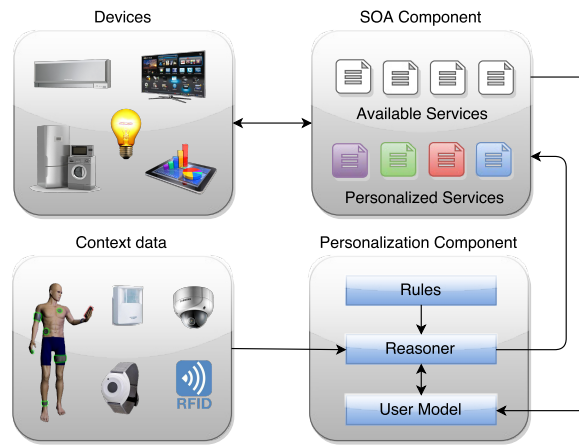 Devices
SOA Component
Available Services
Personalized Services
Context data
Personalization Component
Rules
Reasoner
User Model
RFID